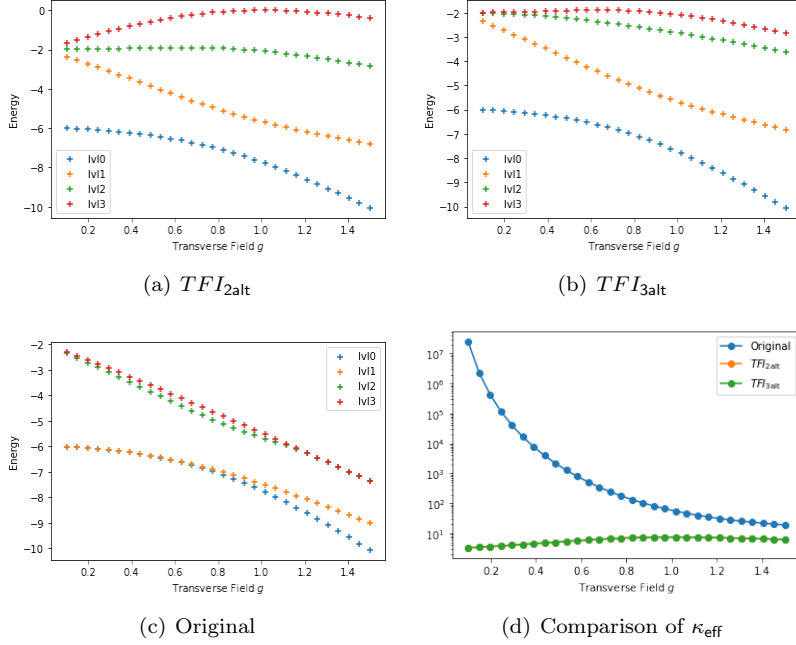 0
−2
−4
−6
−8
−10
Energy
lvl0
lvl1
lvl2
lvl3
0.2 0.4 0.6 0.8 1.0 1.2 1.4
Transverse Field g
(a) TFI2alt
−2
−3
−4
−5
−6
−7
−8
−9
−10
Energy
lvl0
lvl1
lvl2
lvl3
0.2 0.4 0.6 0.8 1.0 1.2 1.4
Transverse Field g
(b) TFI3alt
−2
−3
−4
−5
−6
−7
−8
−9
−10
Energy
lvl0
lvl1
lvl2
lvl3
0.2 0.4 0.6 0.8 1.0 1.2 1.4
Transverse Field g
(c) Original
10^7
10^6
10^5
10^4
10^3
10^2
10^1
Original
TFI2alt
TFI3alt
0.2 0.4 0.6 0.8 1.0 1.2 1.4
Transverse Field g
(d) Comparison of κeff